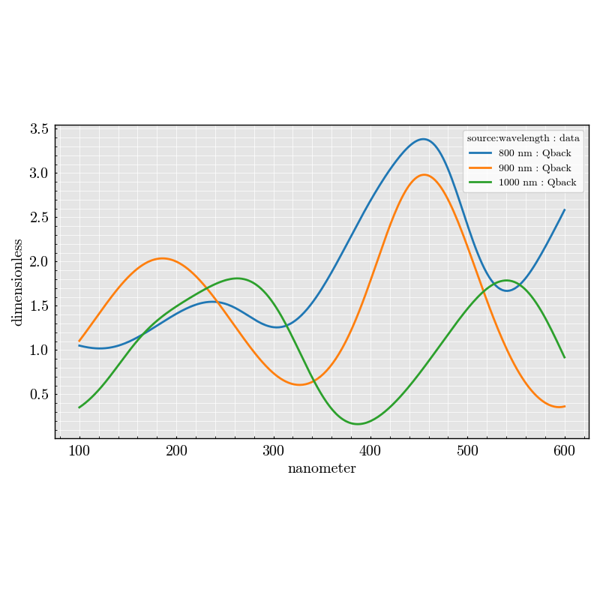 3.5
3.0
2.5
2.0
1.5
1.0
0.5
dimensionless
source:wavelength : data
800 nm : Qback
900 nm : Qback
1000 nm : Qback
100 200 300 400 500 600
nanometer